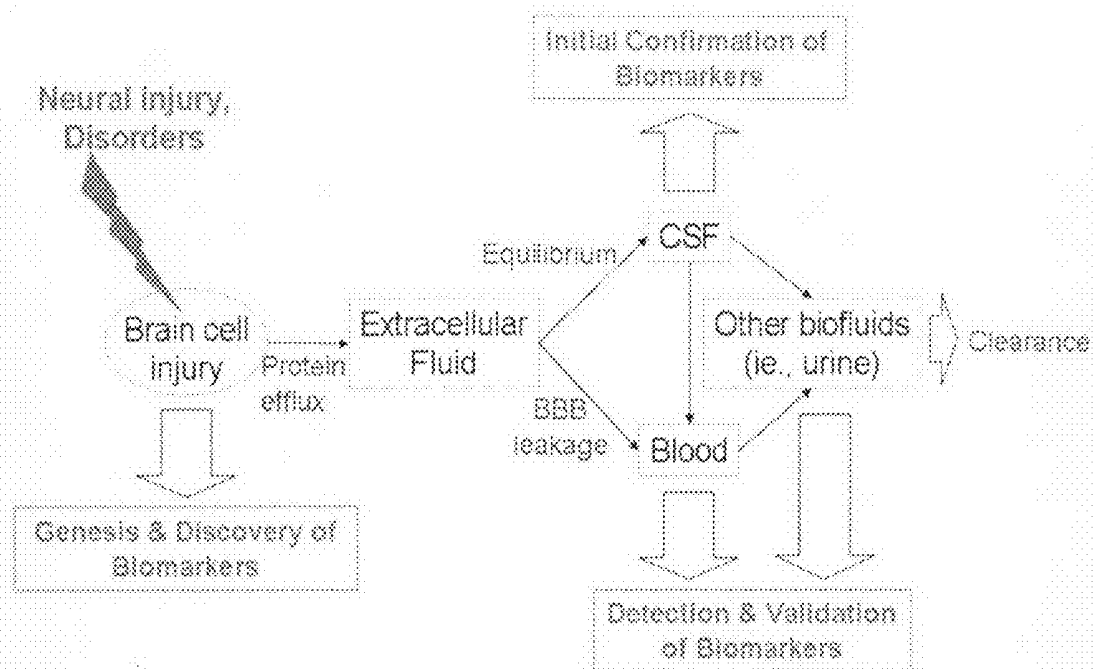 Initial Confirmation of
Biomarkers
Neural Injury,
Disorders
CSF
Equilibrium
Brain cell
injury
Protein
efflux
Extracellular
Fluid
Other biofluids
(ie., urine)
Clearance
BBB
leakage
Blood
Genesis & Discovery of
Biomarkers
Detection & Validation
of Biomarkers